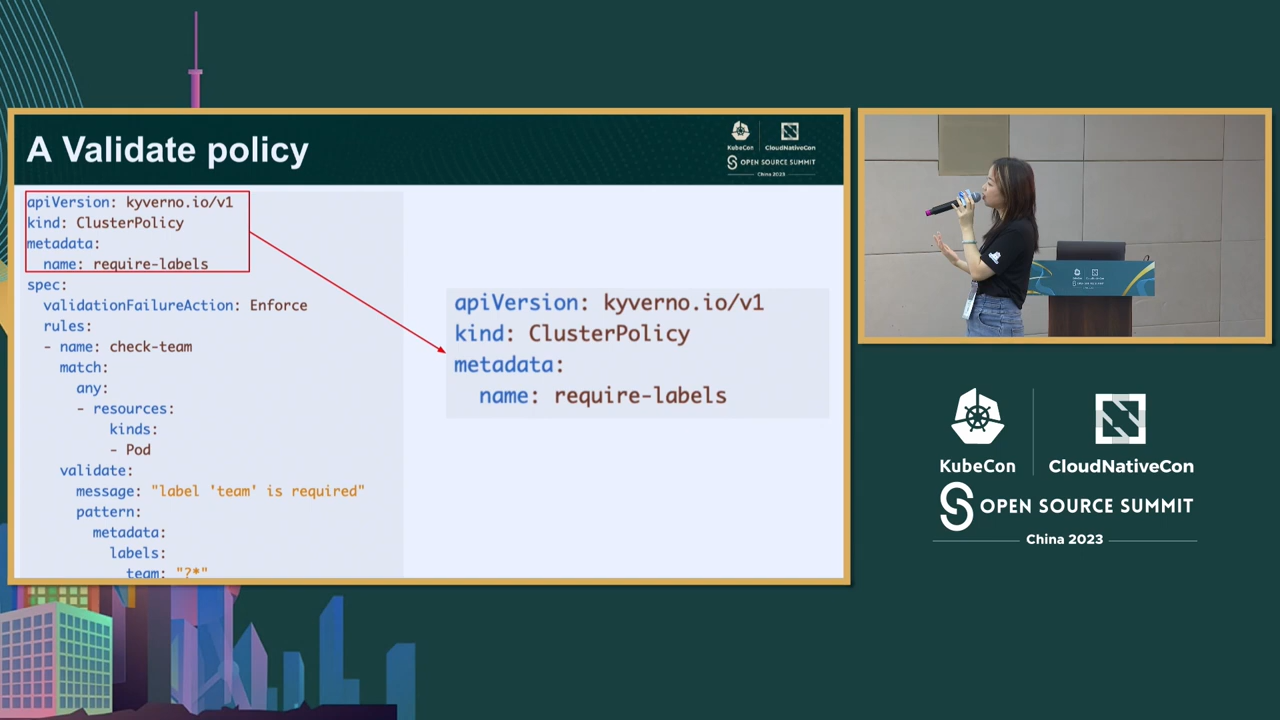 A Validate policy
KubeCon
CloudNativeCon
OPEN SOURCE SUMMIT
China 2023
apiVersion: kyverno.io/v1
kind: ClusterPolicy
metadata:
  name: require-labels
spec:
  validationFailureAction: Enforce
  rules:
  - name: check-team
    match:
      any:
      - resources:
          kinds:
          - Pod
    validate:
      message: "label 'team' is required"
      pattern:
        metadata:
          labels:
            team: "?*"
apiVersion: kyverno.io/v1
kind: ClusterPolicy
metadata:
  name: require-labels
KubeCon
CloudNativeCon
OPEN SOURCE SUMMIT
China 2023